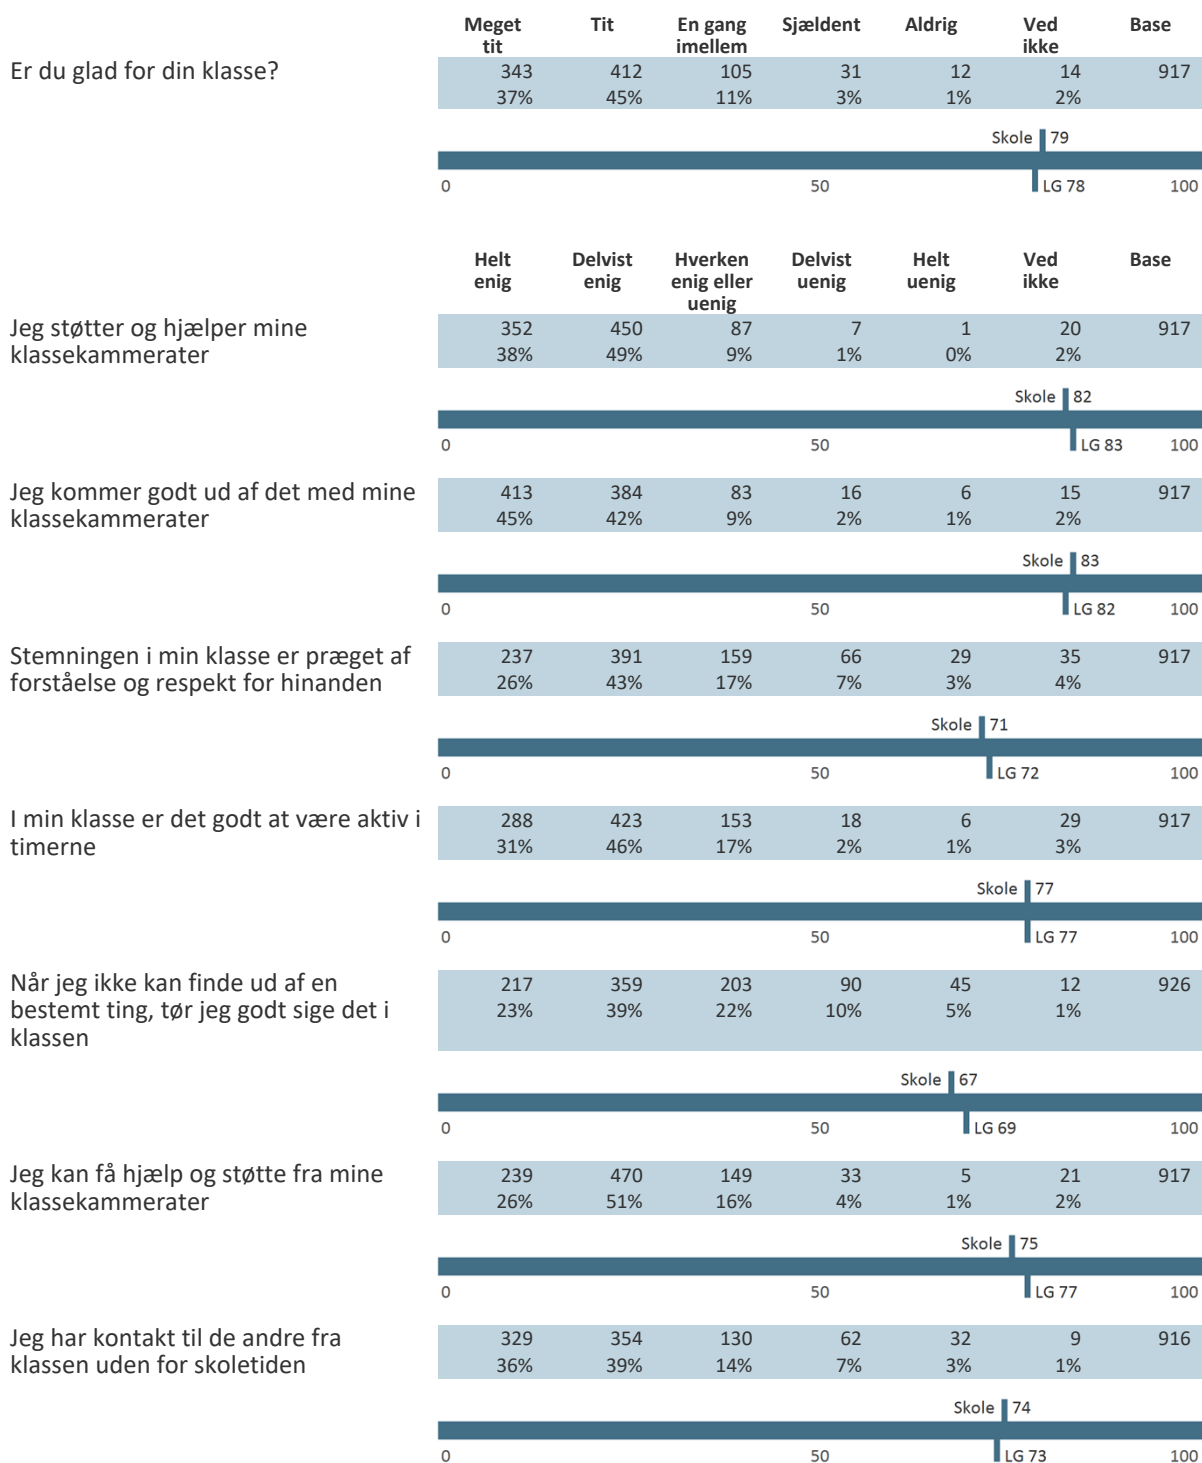 Meget tit Tit En gang imellem Sjældent Aldrig Ved ikke Base
Er du glad for din klasse? 343 412 105 31 12 14 917
37% 45% 11% 3% 1% 2%
Skole 79
0 50 LG 78 100
Helt enig Delvist enig Hverken enig eller uenig Delvist uenig Helt uenig Ved ikke Base
Jeg støtter og hjælper mine 352 450 87 7 1 20 917
klassekammerater 38% 49% 9% 1% 0% 2%
Skole 82
0 50 LG 83 100
Jeg kommer godt ud af det med mine 413 384 83 16 6 15 917
klassekammerater 45% 42% 9% 2% 1% 2%
Skole 83
0 50 LG 82 100
Stemningen i min klasse er præget af 237 391 159 66 29 35 917
forståelse og respekt for hinanden 26% 43% 17% 7% 3% 4%
Skole 71
0 50 LG 72 100
I min klasse er det godt at være aktiv i 288 423 153 18 6 29 917
timerne 31% 46% 17% 2% 1% 3%
Skole 77
0 50 LG 77 100
Når jeg ikke kan finde ud af en 217 359 203 90 45 12 926
bestemt ting, tør jeg godt sige det i 23% 39% 22% 10% 5% 1%
klassen
Skole 67
0 50 LG 69 100
Jeg kan få hjælp og støtte fra mine 239 470 149 33 5 21 917
klassekammerater 26% 51% 16% 4% 1% 2%
Skole 75
0 50 LG 77 100
Jeg har kontakt til de andre fra 329 354 130 62 32 9 916
klassen uden for skoletiden 36% 39% 14% 7% 3% 1%
Skole 74
0 50 LG 73 100